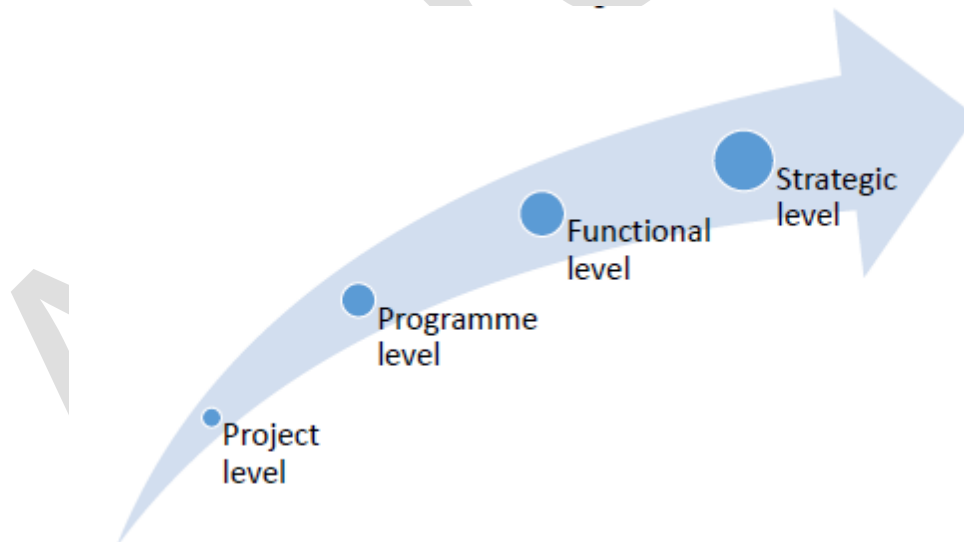 Strategic
level
Functional
level
Programme
level
Project
level